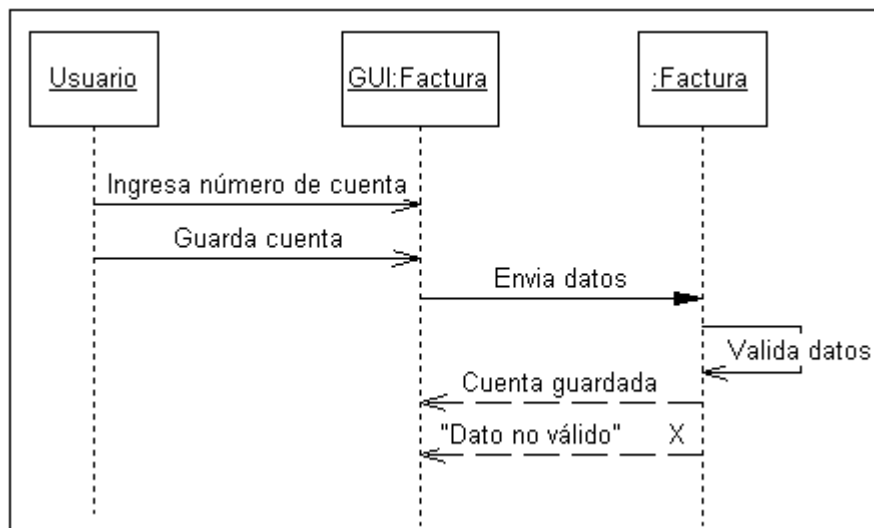 Usuario
GUI:Factura
:Factura
Ingresa número de cuenta
Guarda cuenta
Envia datos
Valida datos
Cuenta guardada
"Dato no válido" X